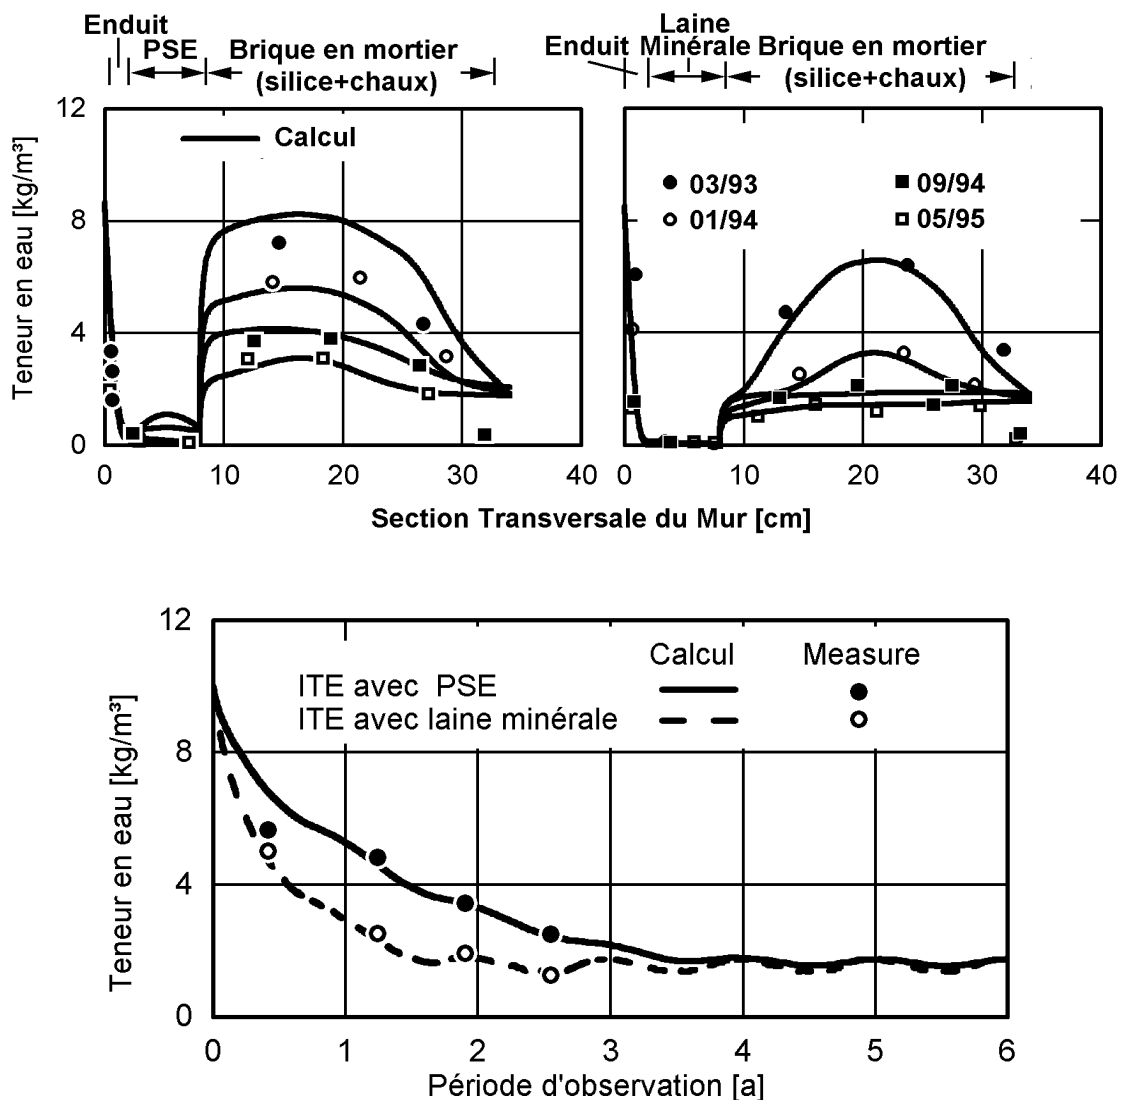 Enduit
PSE
Brique en mortier
(silice+chaux)
Laine
Enduit Minérale Brique en mortier
(silice+chaux)
Teneur en eau [kg/m³]
12
8
4
0
Calcul
03/93
09/94
01/94
05/95
0 10 20 30 40
0 10 20 30 40
Section Transversale du Mur [cm]
Teneur en eau [kg/m³]
12
8
4
0
Calcul Measure
ITE avec PSE
ITE avec laine minérale
0 1 2 3 4 5 6
Période d'observation [a]